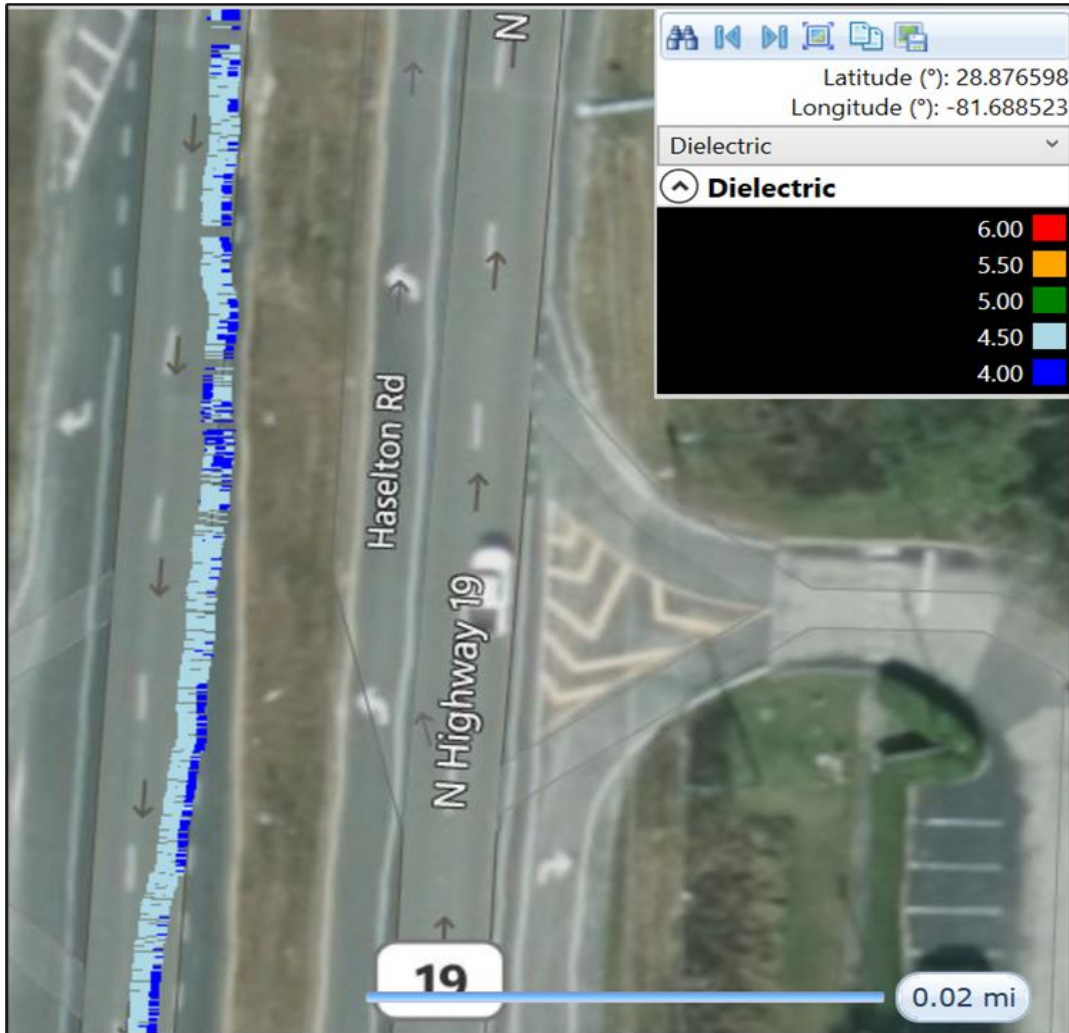 N
Latitude (°): 28.876598
Longitude (°): -81.688523
Dielectric
Dielectric
6.00
5.50
5.00
4.50
4.00
Haselton Rd
N Highway 19
19
0.02 mi